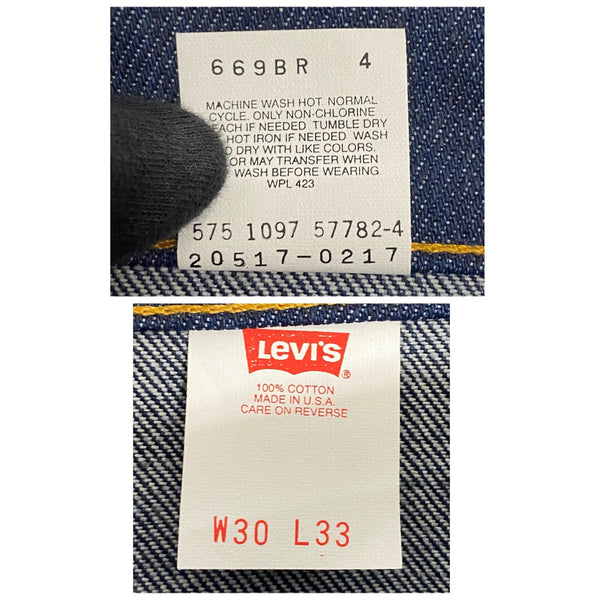 669BR 4
MACHINE WASH HOT. NORMAL
CYCLE. ONLY NON-CHLORINE
IF NEEDED. TUMBLE DRY
HOT IRON IF NEEDED. WASH
DRY WITH LIKE COLORS.
MAY TRANSFER WHEN
WASH BEFORE WEARING.
WPL 423
575 1097 57782-4
20517-0217
Levi's
®
100% COTTON
MADE IN U.S.A.
CARE ON REVERSE
W30 L33